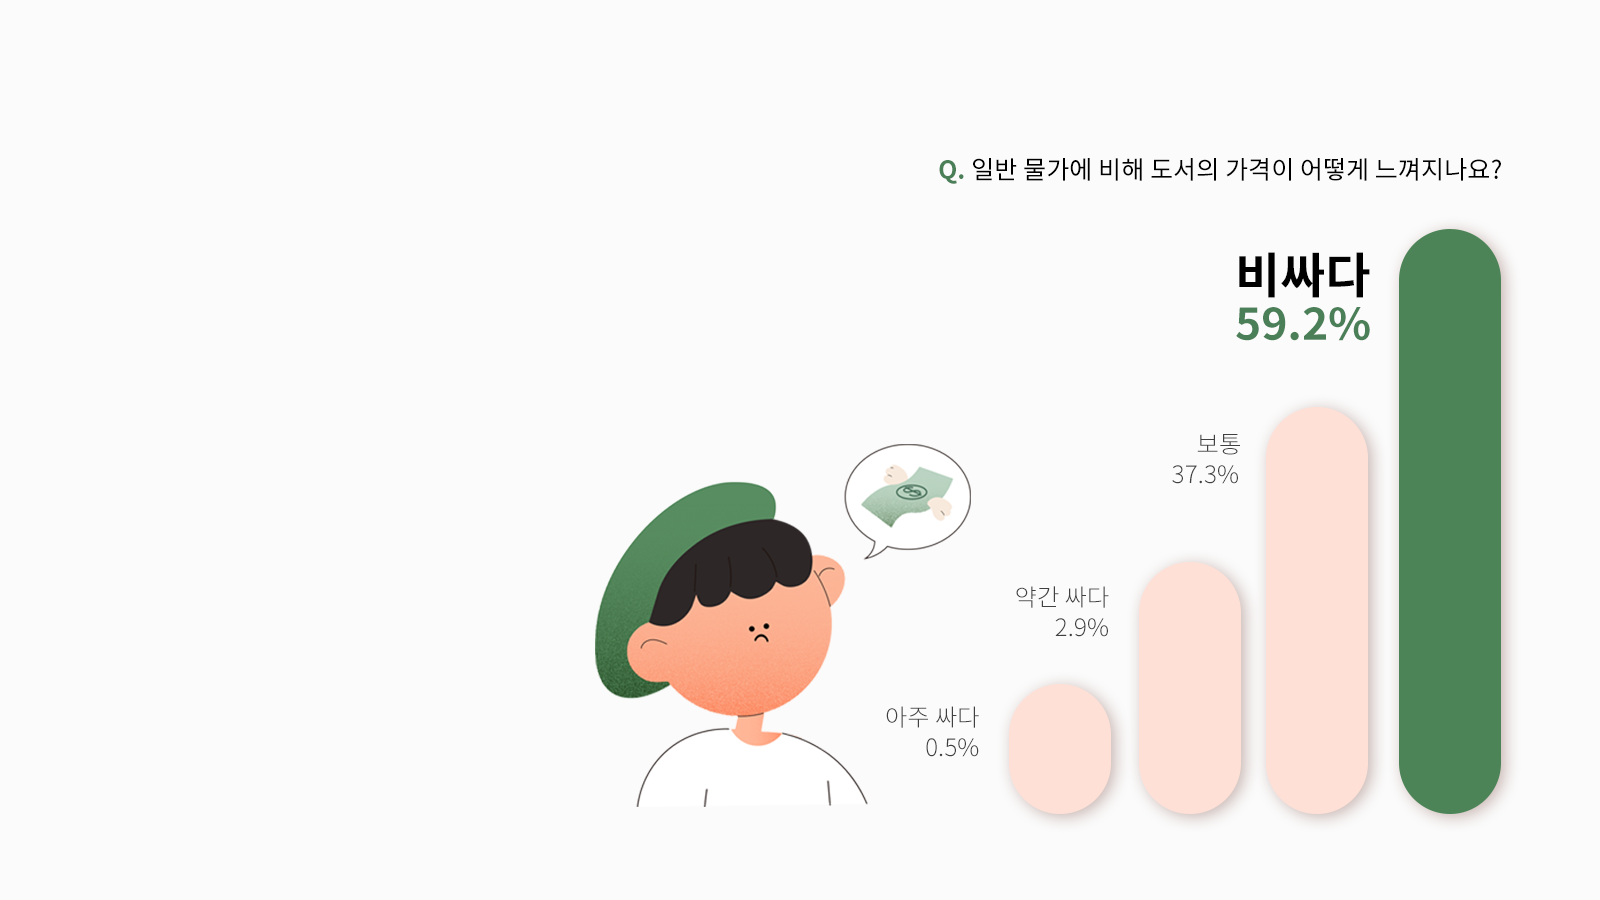 Q. 일반 물가에 비해 도서의 가격이 어떻게 느껴지나요?
비싸다
59.2%
보통
37.3%
약간 싸다
2.9%
아주 싸다
0.5%